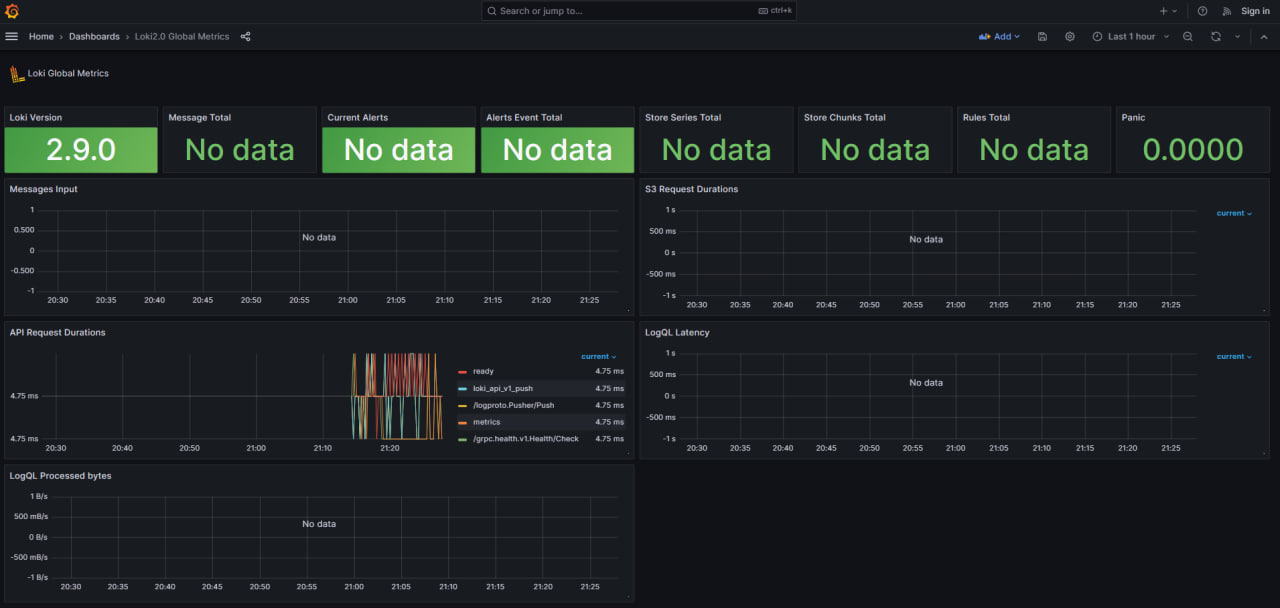 Search or jump to...
ctrl+k
Sign in
Home › Dashboards › Loki2.0 Global Metrics
Add
Last 1 hour
Loki Global Metrics
Loki Version
2.9.0
Message Total
No data
Current Alerts
No data
Alerts Event Total
No data
Store Series Total
No data
Store Chunks Total
No data
Rules Total
No data
Panic
0.0000
Messages Input
1
0.500
0
-0.500
-1
No data
20:30 20:35 20:40 20:45 20:50 20:55 21:00 21:05 21:10 21:15 21:20 21:25
S3 Request Durations
current
1 s
500 ms
0 s
-500 ms
-1 s
No data
20:30 20:35 20:40 20:45 20:50 20:55 21:00 21:05 21:10 21:15 21:20 21:25
API Request Durations
4.75 ms
4.75 ms
20:30 20:40 20:50 21:00 21:10 21:20
current
ready 4.75 ms
loki_api_v1_push 4.75 ms
/logproto.Pusher/Push 4.75 ms
metrics 4.75 ms
/grpc.health.v1.Health/Check 4.75 ms
LogQL Latency
current
1 s
500 ms
0 s
-500 ms
-1 s
No data
20:30 20:35 20:40 20:45 20:50 20:55 21:00 21:05 21:10 21:15 21:20 21:25
LogQL Processed bytes
1 B/s
500 mB/s
0 B/s
-500 mB/s
-1 B/s
No data
20:30 20:35 20:40 20:45 20:50 20:55 21:00 21:05 21:10 21:15 21:20 21:25